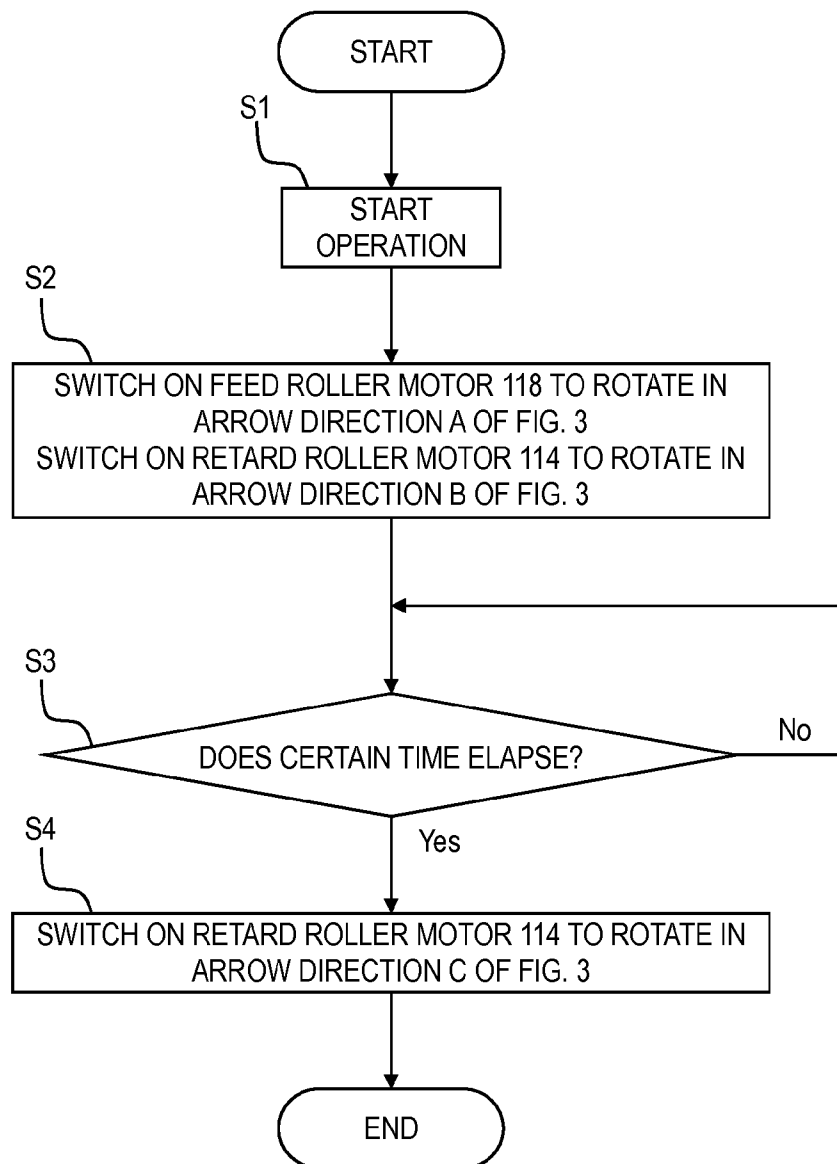 START
S1
START
OPERATION
S2
SWITCH ON FEED ROLLER MOTOR 118 TO ROTATE IN
ARROW DIRECTION A OF FIG. 3
SWITCH ON RETARD ROLLER MOTOR 114 TO ROTATE IN
ARROW DIRECTION B OF FIG. 3
S3
DOES CERTAIN TIME ELAPSE?
No
Yes
S4
SWITCH ON RETARD ROLLER MOTOR 114 TO ROTATE IN
ARROW DIRECTION C OF FIG. 3
END